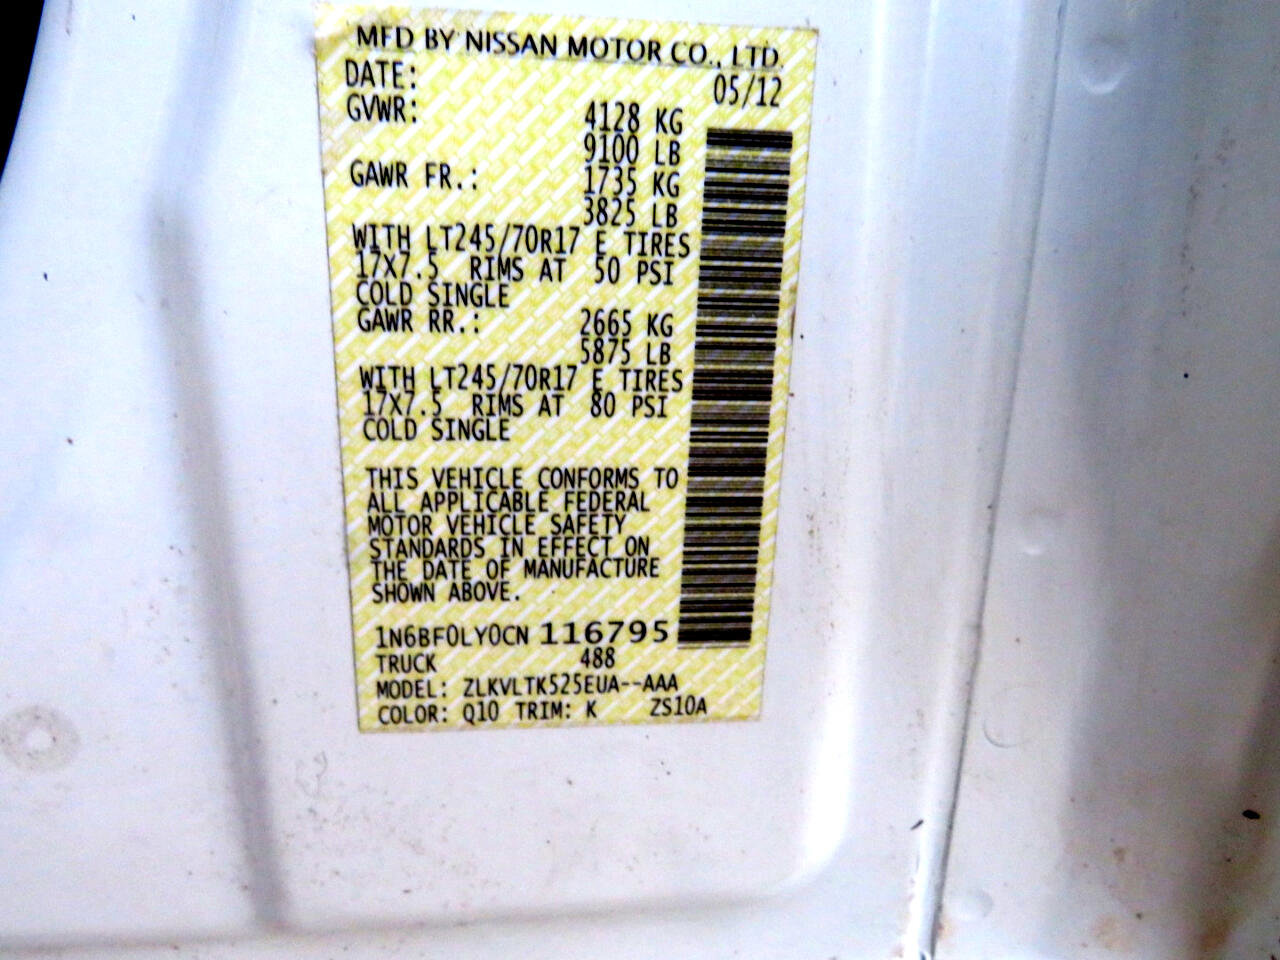 MFD BY NISSAN MOTOR CO., LTD.
DATE: 05/12
GVWR: 4128 KG
9100 LB
GAWR FR.: 1735 KG
3825 LB
WITH LT245/70R17 E TIRES
17X7.5 RIMS AT 50 PSI
COLD SINGLE
GAWR RR.: 2665 KG
5875 LB
WITH LT245/70R17 E TIRES
17X7.5 RIMS AT 80 PSI
COLD SINGLE
THIS VEHICLE CONFORMS TO
ALL APPLICABLE FEDERAL
MOTOR VEHICLE SAFETY
STANDARDS IN EFFECT ON
THE DATE OF MANUFACTURE
SHOWN ABOVE.
1N6BF0LY0CN 116795
TRUCK 488
MODEL: ZLKVLTK525EUA--AAA
COLOR: Q10 TRIM: K ZS10A